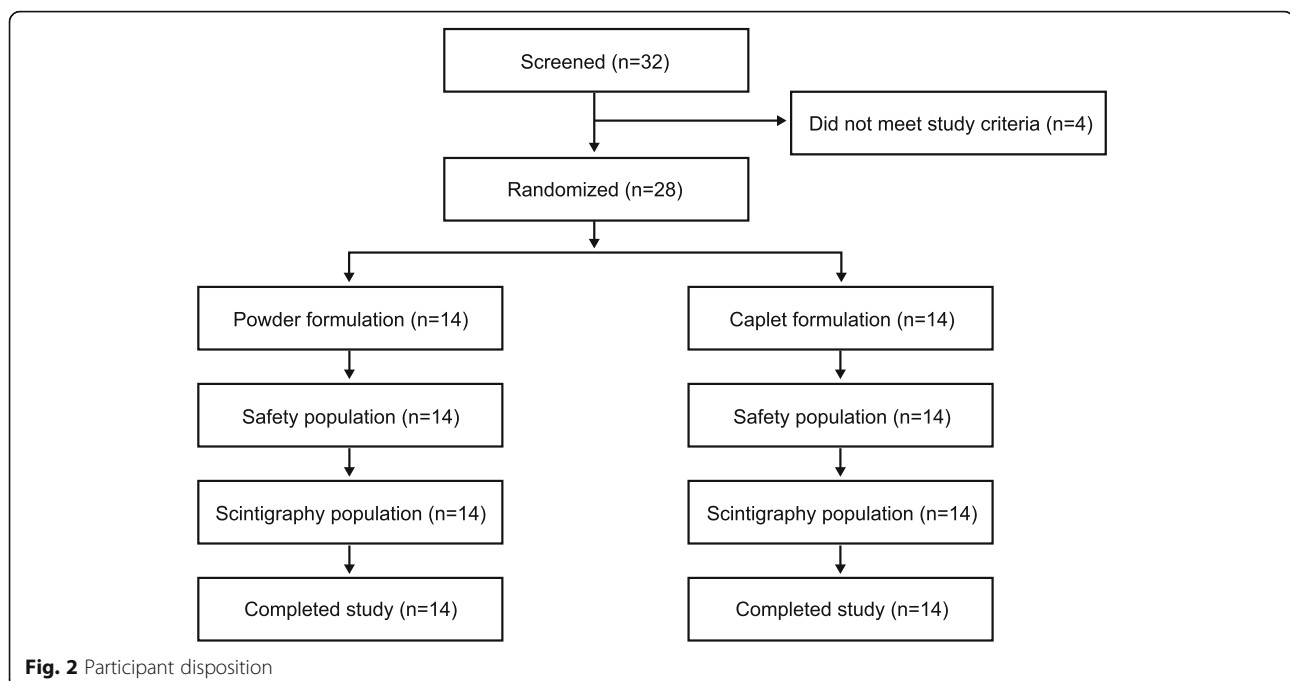 Screened (n=32)
Did not meet study criteria (n=4)
Randomized (n=28)
Powder formulation (n=14)
Caplet formulation (n=14)
Safety population (n=14)
Safety population (n=14)
Scintigraphy population (n=14)
Scintigraphy population (n=14)
Completed study (n=14)
Completed study (n=14)
Fig. 2 Participant disposition